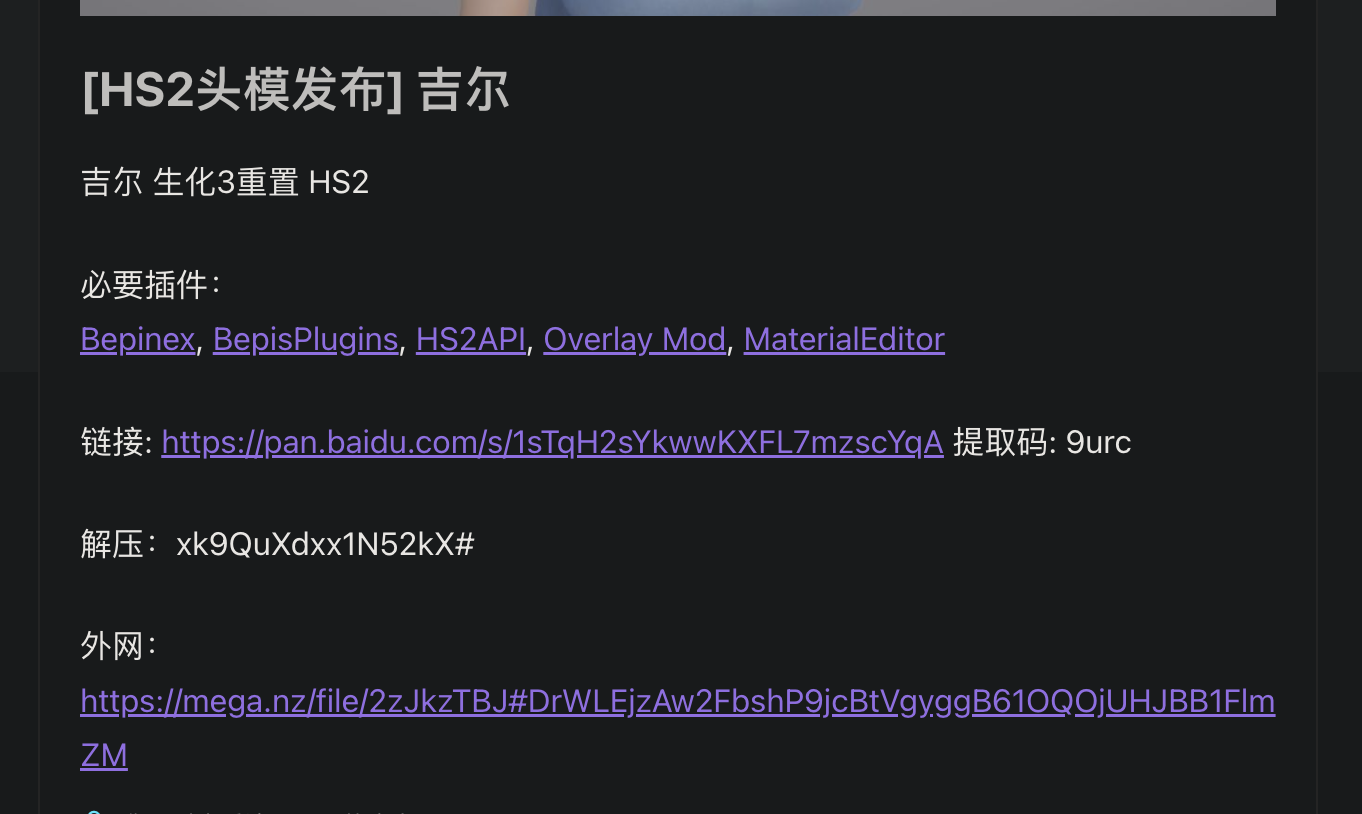 [HS2头模发布] 吉尔
吉尔 生化3重置 HS2
必要插件：
Bepinex, BepisPlugins, HS2API, Overlay Mod, MaterialEditor
链接: https://pan.baidu.com/s/1sTqH2sYkwwKXFL7mzscYqA 提取码: 9urc
解压：xk9QuXdxx1N52kX#
外网：
https://mega.nz/file/2zJkzTBJ#DrWLEjzAw2FbshP9jcBtVgyggB61OQOjUHJBB1Flm
ZM